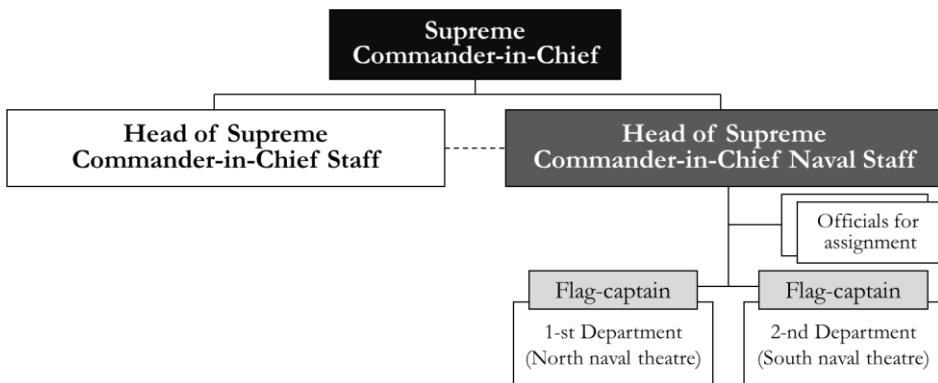 Supreme
Commander-in-Chief
Head of Supreme
Commander-in-Chief Staff
Head of Supreme
Commander-in-Chief Naval Staff
Officials for
assignment
Flag-captain
1-st Department
(North naval theatre)
Flag-captain
2-nd Department
(South naval theatre)